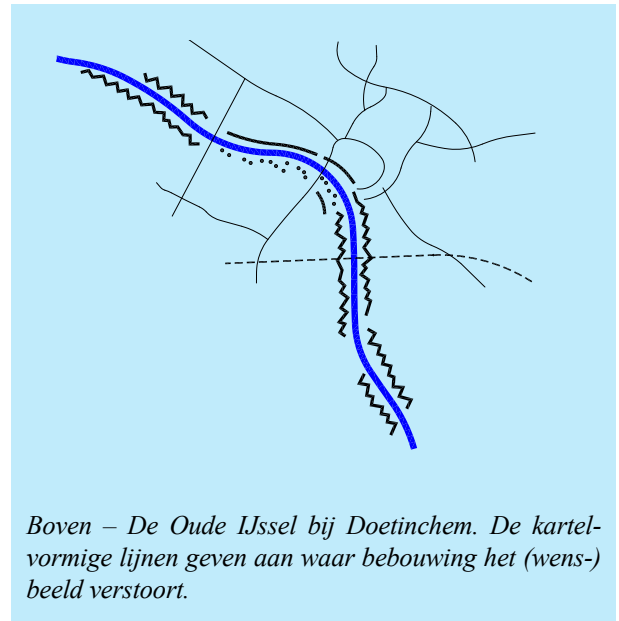 Boven – De Oude IJssel bij Doetinchem. De kartel-
vormige lijnen geven aan waar bebouwing het (wens-)
beeld verstoort.